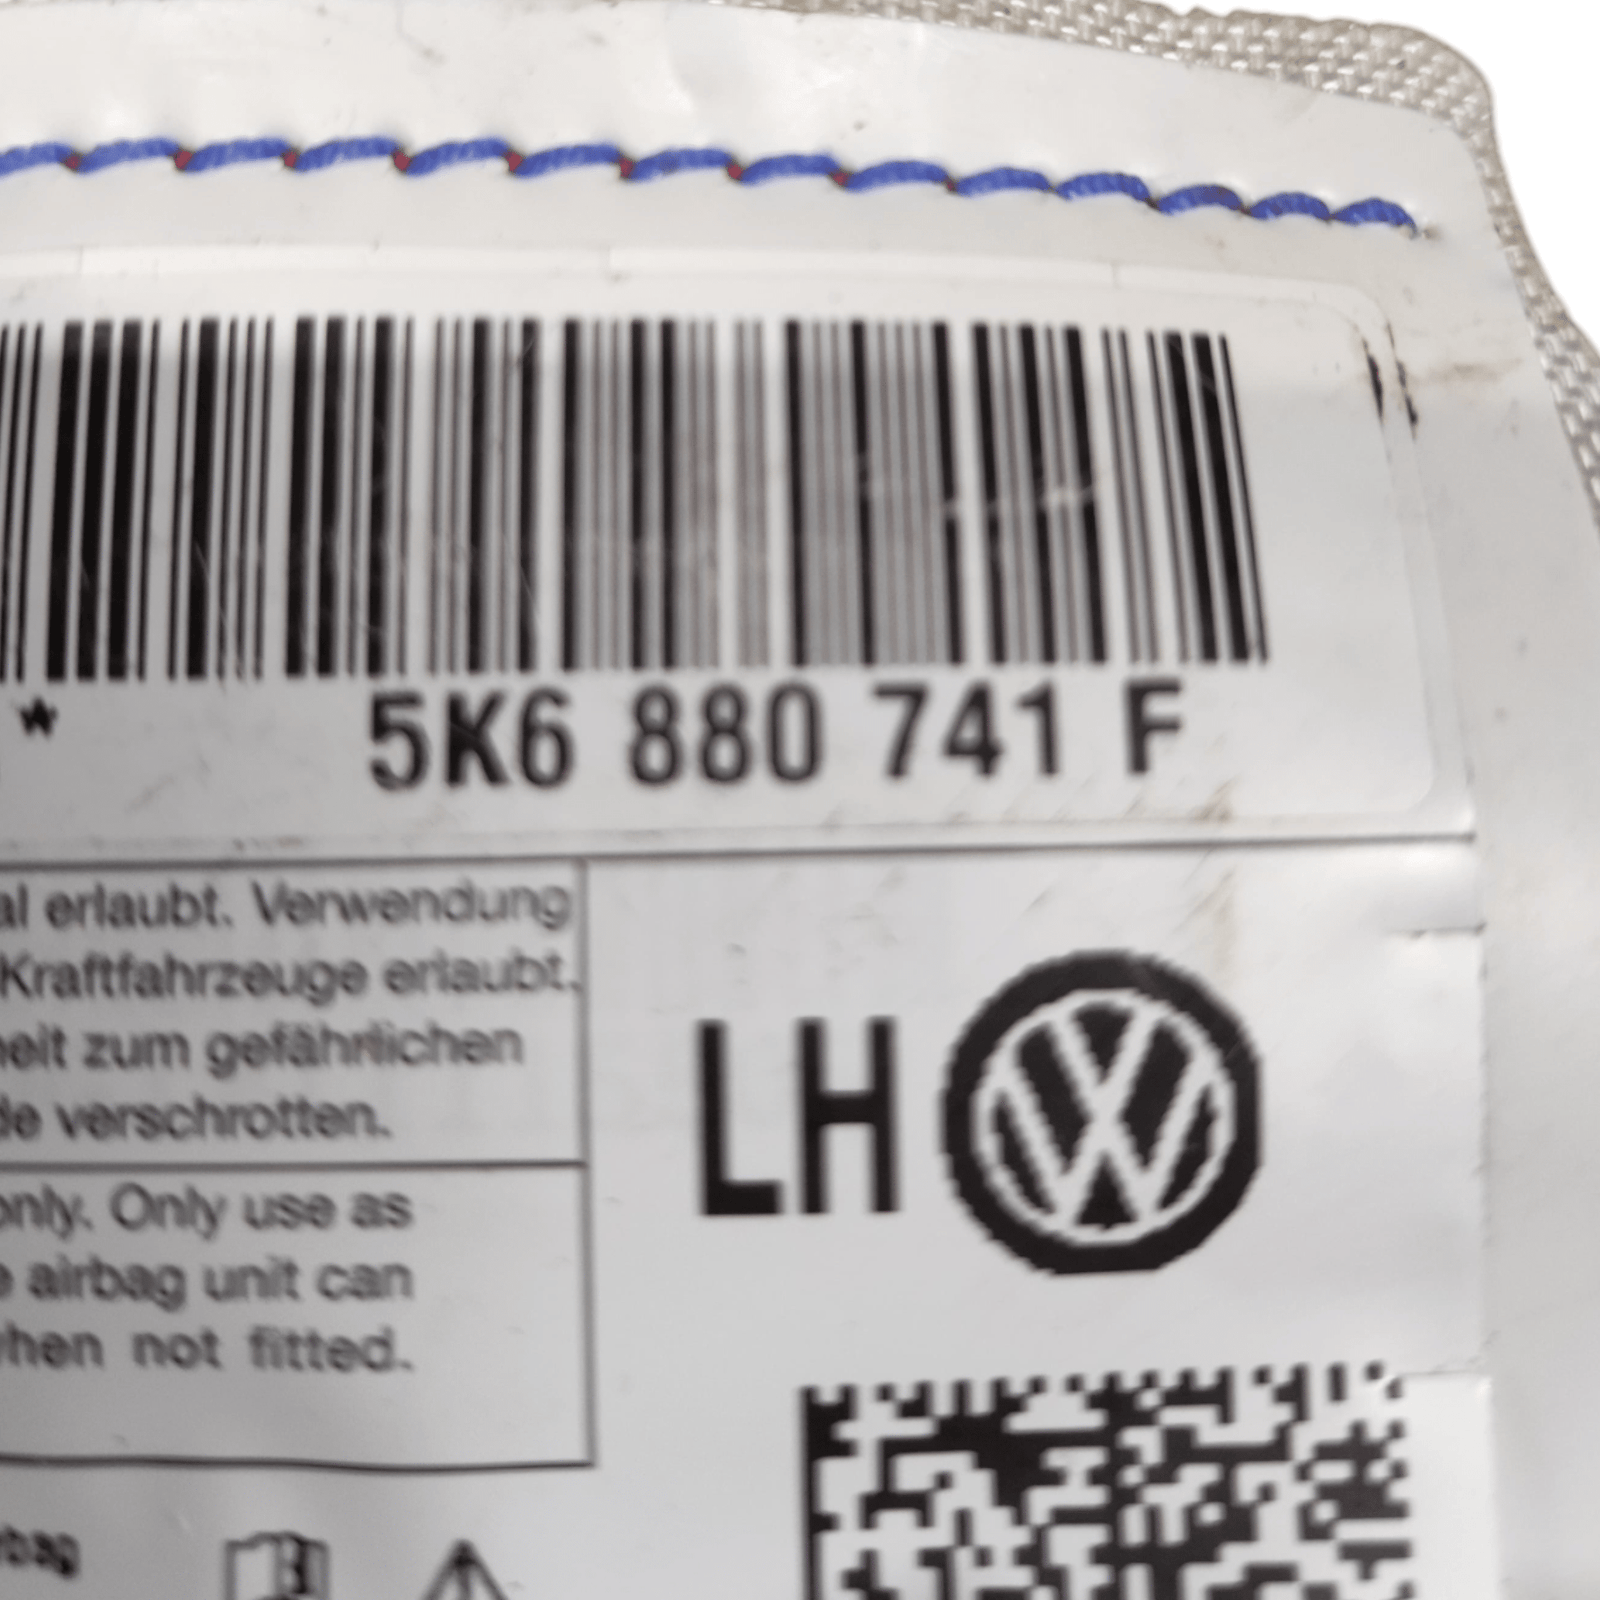 * 5K6 880 741 F
al erlaubt. Verwendung
Kraftfahrzeuge erlaubt.
heit zum gefährlichen
de verschrotten.
LH
only. Only use as
e airbag unit can
when not fitted.
rbag